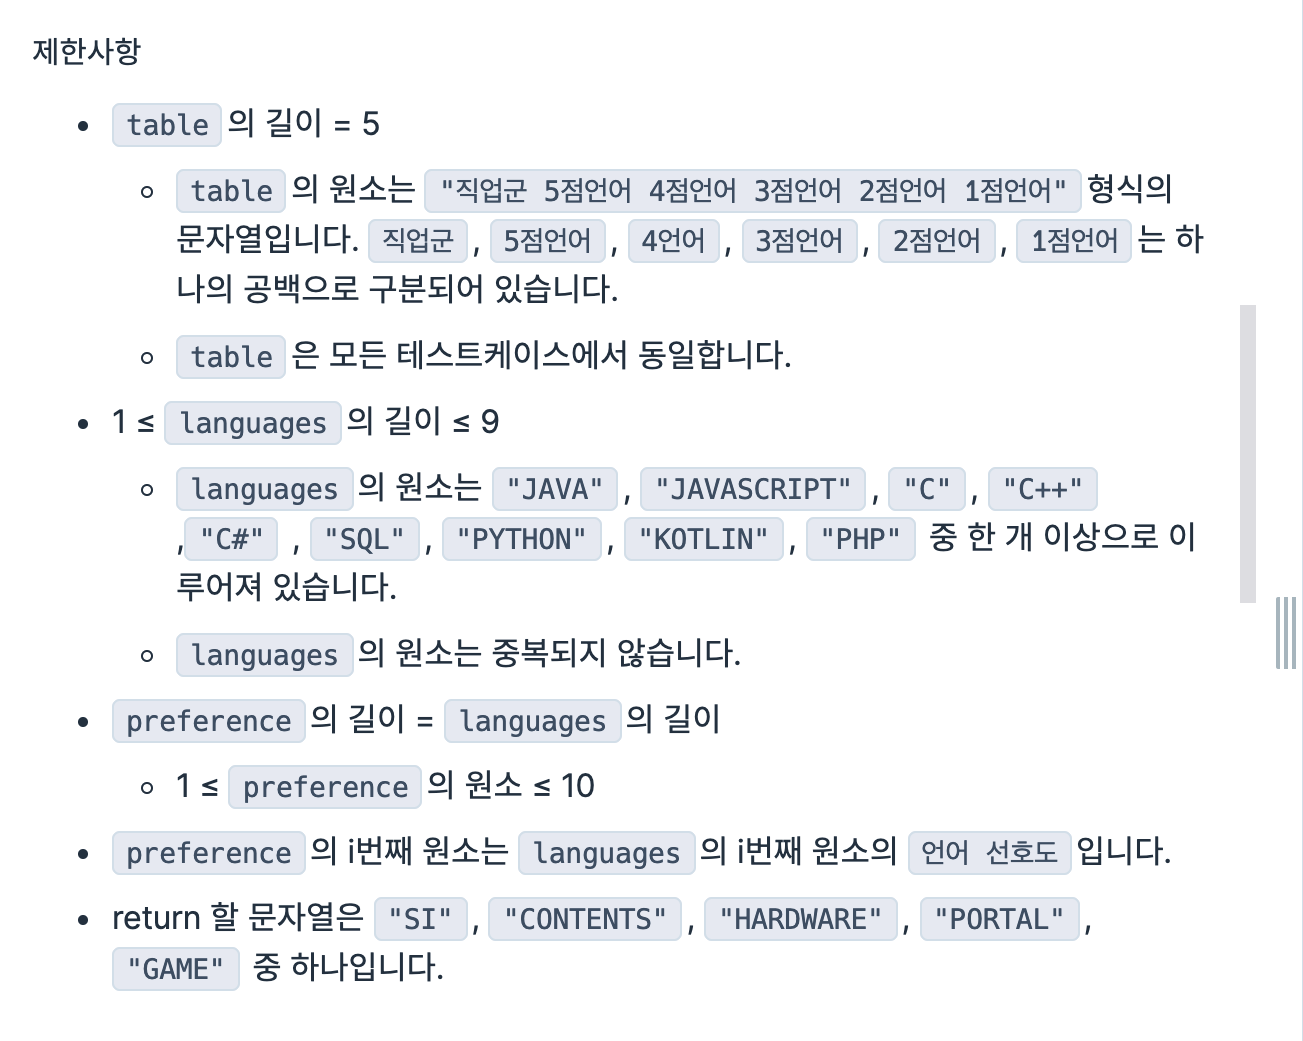 제한사항
table 의 길이 = 5
table 의 원소는 "직업군 5점언어 4점언어 3점언어 2점언어 1점언어" 형식의
문자열입니다. 직업군 , 5점언어 , 4언어 , 3점언어 , 2점언어 , 1점언어 는 하
나의 공백으로 구분되어 있습니다.
table 은 모든 테스트케이스에서 동일합니다.
1 ≤ languages 의 길이 ≤ 9
languages 의 원소는 "JAVA" , "JAVASCRIPT" , "C" , "C++"
, "C#" , "SQL" , "PYTHON" , "KOTLIN" , "PHP" 중 한 개 이상으로 이
루어져 있습니다.
languages 의 원소는 중복되지 않습니다.
preference 의 길이 = languages 의 길이
1 ≤ preference 의 원소 ≤ 10
preference 의 i번째 원소는 languages 의 i번째 원소의 언어 선호도 입니다.
return 할 문자열은 "SI" , "CONTENTS" , "HARDWARE" , "PORTAL" ,
"GAME" 중 하나입니다.